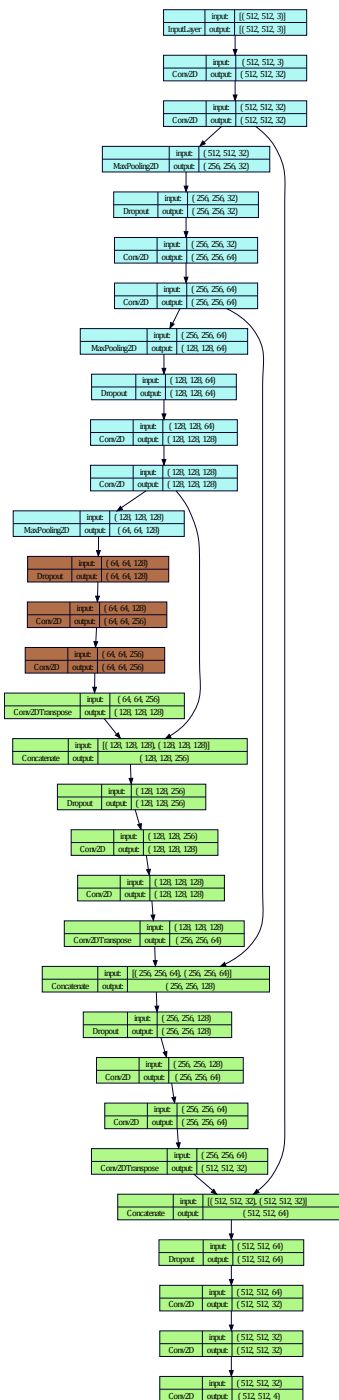 input: [( 512, 512, 3)]
InputLayer output: [( 512, 512, 3)]
input: ( 512, 512, 3)
Conv2D output: ( 512, 512, 32)
input: ( 512, 512, 32)
Conv2D output: ( 512, 512, 32)
input: ( 512, 512, 32)
MaxPooling2D output: ( 256, 256, 32)
input: ( 256, 256, 32)
Dropout output: ( 256, 256, 32)
input: ( 256, 256, 32)
Conv2D output: ( 256, 256, 64)
input: ( 256, 256, 64)
Conv2D output: ( 256, 256, 64)
input: ( 256, 256, 64)
MaxPooling2D output: ( 128, 128, 64)
input: ( 128, 128, 64)
Dropout output: ( 128, 128, 64)
input: ( 128, 128, 64)
Conv2D output: ( 128, 128, 128)
input: ( 128, 128, 128)
Conv2D output: ( 128, 128, 128)
input: ( 128, 128, 128)
MaxPooling2D output: ( 64, 64, 128)
input: ( 64, 64, 128)
Dropout output: ( 64, 64, 128)
input: ( 64, 64, 128)
Conv2D output: ( 64, 64, 256)
input: ( 64, 64, 256)
Conv2D output: ( 64, 64, 256)
input: ( 64, 64, 256)
Conv2DTranspose output: ( 128, 128, 128)
input: [( 128, 128, 128), ( 128, 128, 128)]
Concatenate output: ( 128, 128, 256)
input: ( 128, 128, 256)
Dropout output: ( 128, 128, 256)
input: ( 128, 128, 256)
Conv2D output: ( 128, 128, 128)
input: ( 128, 128, 128)
Conv2D output: ( 128, 128, 128)
input: ( 128, 128, 128)
Conv2DTranspose output: ( 256, 256, 64)
input: [( 256, 256, 64), ( 256, 256, 64)]
Concatenate output: ( 256, 256, 128)
input: ( 256, 256, 128)
Dropout output: ( 256, 256, 128)
input: ( 256, 256, 128)
Conv2D output: ( 256, 256, 64)
input: ( 256, 256, 64)
Conv2D output: ( 256, 256, 64)
input: ( 256, 256, 64)
Conv2DTranspose output: ( 512, 512, 32)
input: [( 512, 512, 32), ( 512, 512, 32)]
Concatenate output: ( 512, 512, 64)
input: ( 512, 512, 64)
Dropout output: ( 512, 512, 64)
input: ( 512, 512, 64)
Conv2D output: ( 512, 512, 32)
input: ( 512, 512, 32)
Conv2D output: ( 512, 512, 32)
input: ( 512, 512, 32)
Conv2D output: ( 512, 512, 4)